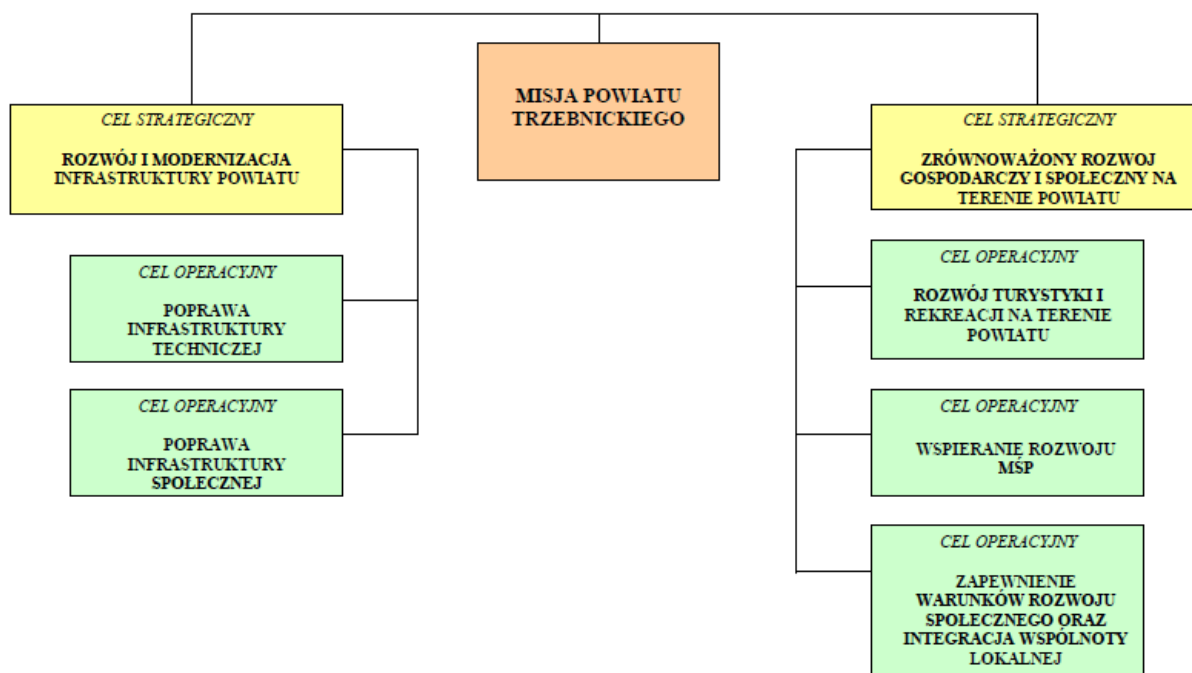 MISJA POWIATU
TRZEBNICKIEGO
CEL STRATEGICZNY
ROZWÓJ I MODERNIZACJA
INFRASTRUKTURY POWIATU
CEL OPERACYJNY
POPRAWA
INFRASTRUKTURY
TECHNICZEJ
CEL OPERACYJNY
POPRAWA
INFRASTRUKTURY
SPOŁECZNEJ
CEL STRATEGICZNY
ZRÓWNOWAŻONY ROZWOJ
GOSPODARCZY I SPOŁECZNY NA
TERENIE POWIATU
CEL OPERACYJNY
ROZWÓJ TURYSTYKI I
REKREACJI NA TERENIE
POWIATU
CEL OPERACYJNY
WSPIERANIE ROZWOJU
MŚP
CEL OPERACYJNY
ZAPEWNIENIE
WARUNKÓW ROZWOJU
SPOŁECZNEGO ORAZ
INTEGRACJA WSPÓLNOTY
LOKALNEJ